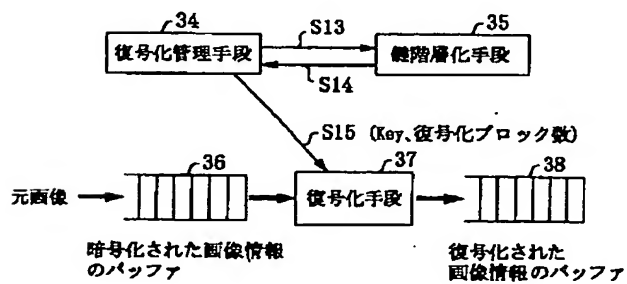 34
35
S13
復号化管理手段
鍵階層化手段
S14
S15 (Key、復号化ブロック数)
36
37
38
元画像
復号化手段
暗号化された画像情報
のバッファ
復号化された
画像情報のバッファ